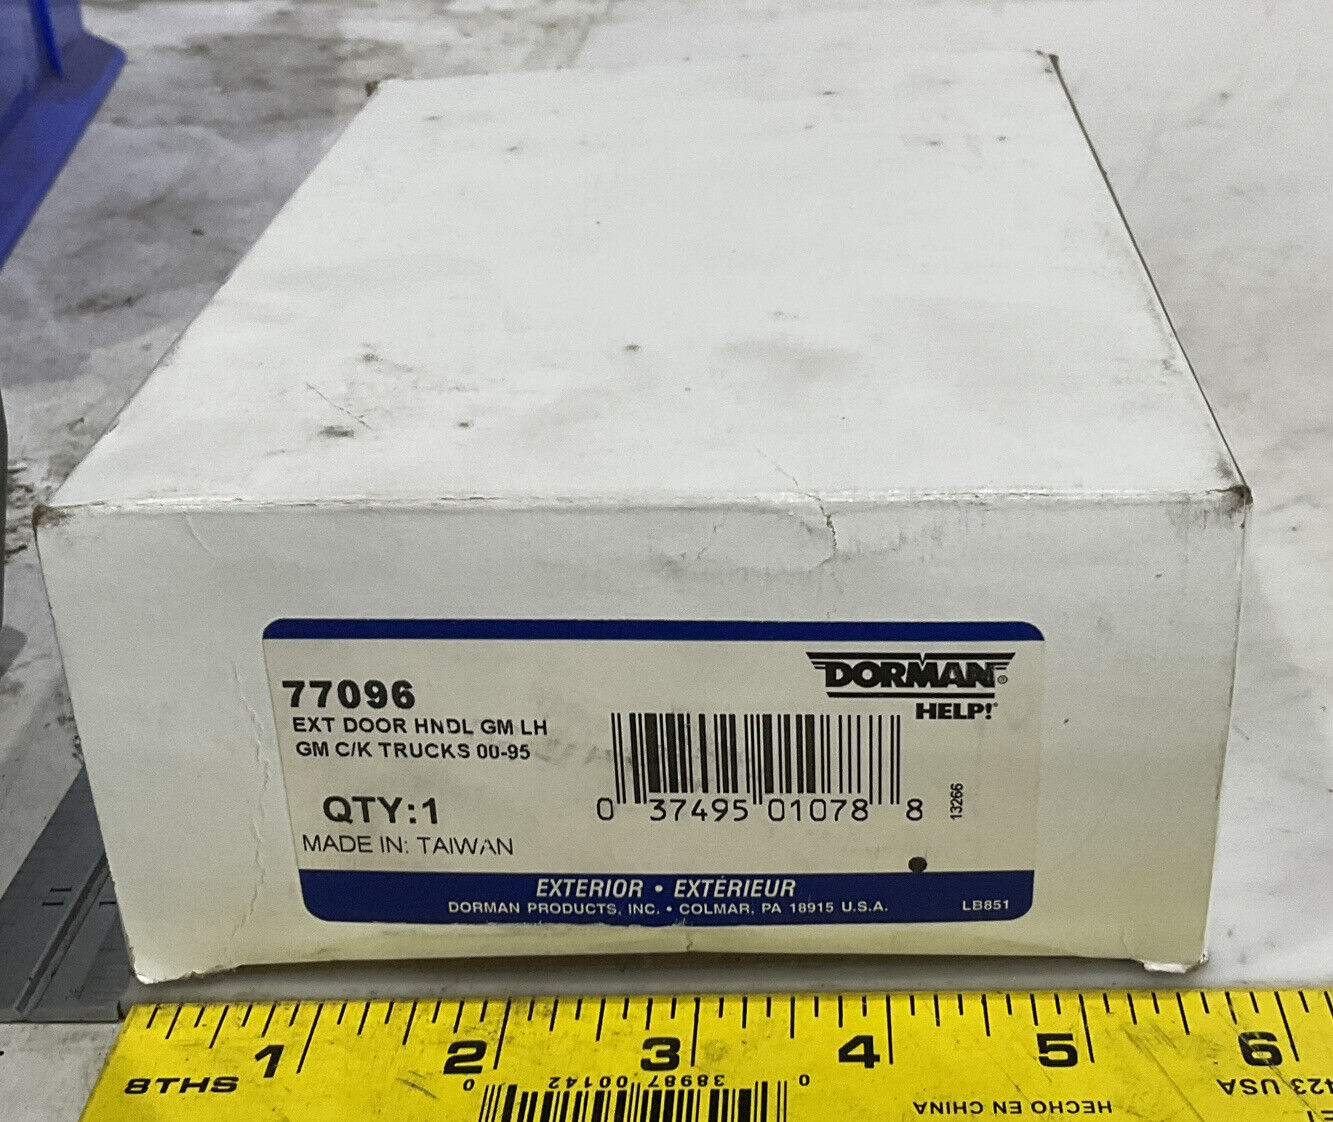 77096
EXT DOOR HNDL GM LH
GM C/K TRUCKS 00-95
QTY:1
MADE IN: TAIWAN
DORMAN®
HELP!®
0 37495 01078 8
13266
EXTERIOR • EXTÉRIEUR
DORMAN PRODUCTS, INC. • COLMAR, PA 18915 U.S.A.
LB851
1 2 3 4 5 6
8THS
0 38987 00142 0
HECHO EN CHINA
423 USA